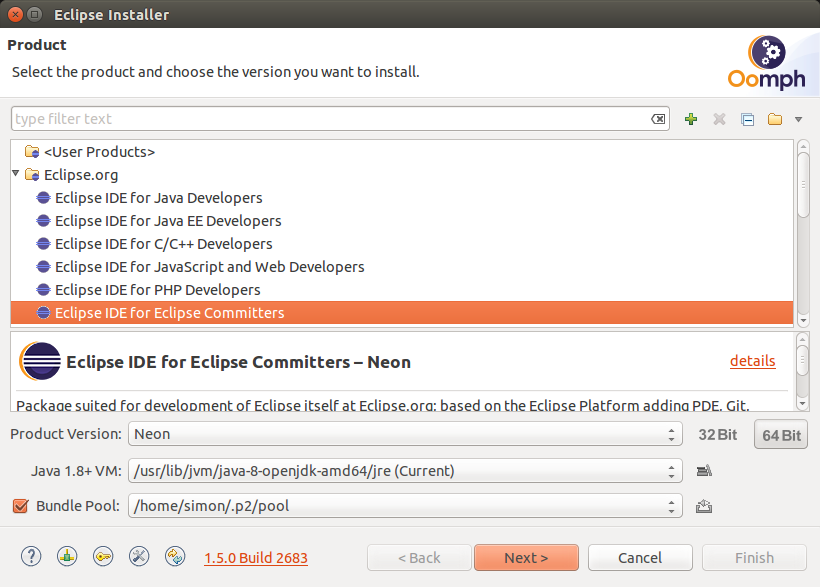 Eclipse Installer
Product
Select the product and choose the version you want to install.
Oomph
type filter text
<User Products>
Eclipse.org
Eclipse IDE for Java Developers
Eclipse IDE for Java EE Developers
Eclipse IDE for C/C++ Developers
Eclipse IDE for JavaScript and Web Developers
Eclipse IDE for PHP Developers
Eclipse IDE for Eclipse Committers
Eclipse IDE for Eclipse Committers – Neon details
Package suited for development of Eclipse itself at Eclipse.org; based on the Eclipse Platform adding PDE, Git,
Product Version: Neon 32 Bit 64 Bit
Java 1.8+ VM: /usr/lib/jvm/java-8-openjdk-amd64/jre (Current)
Bundle Pool: /home/simon/.p2/pool
1.5.0 Build 2683 < Back Next > Cancel Finish